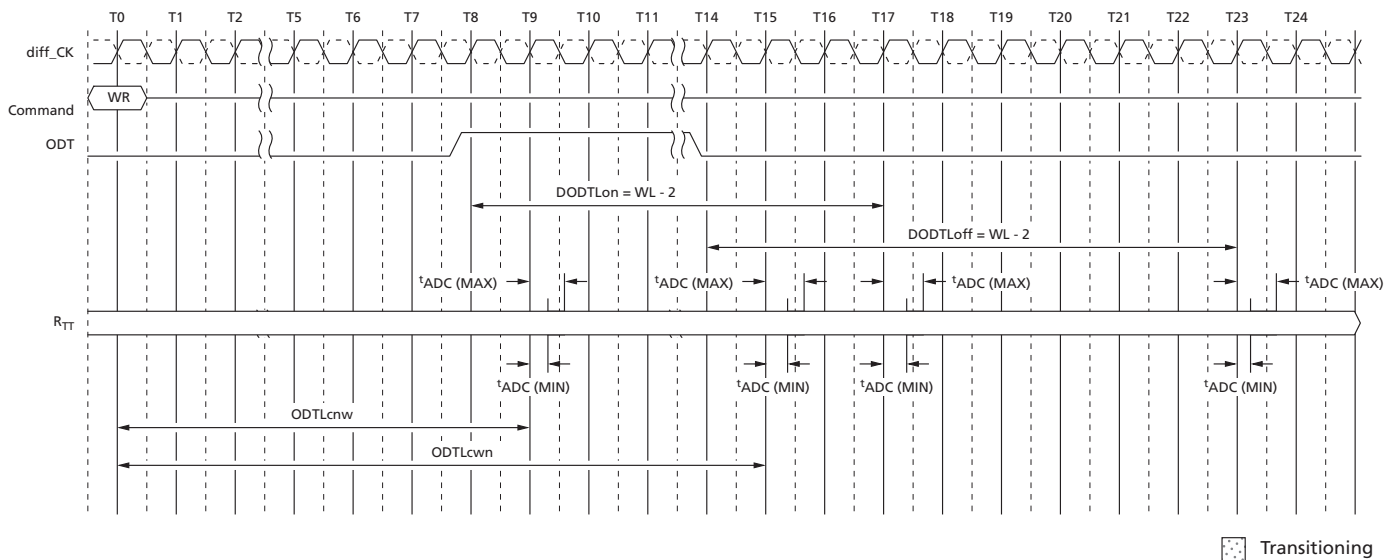 T0 T1 T2 T5 T6 T7 T8 T9 T10 T11 T14 T15 T16 T17 T18 T19 T20 T21 T22 T23 T24
diff_CK
WR
Command
ODT
DODTLon = WL - 2
DODTLoff = WL - 2
tADC (MAX) tADC (MAX) tADC (MAX) tADC (MAX)
RTT
tADC (MIN) tADC (MIN) tADC (MIN) tADC (MIN)
ODTLcnw
ODTLcwn
Transitioning